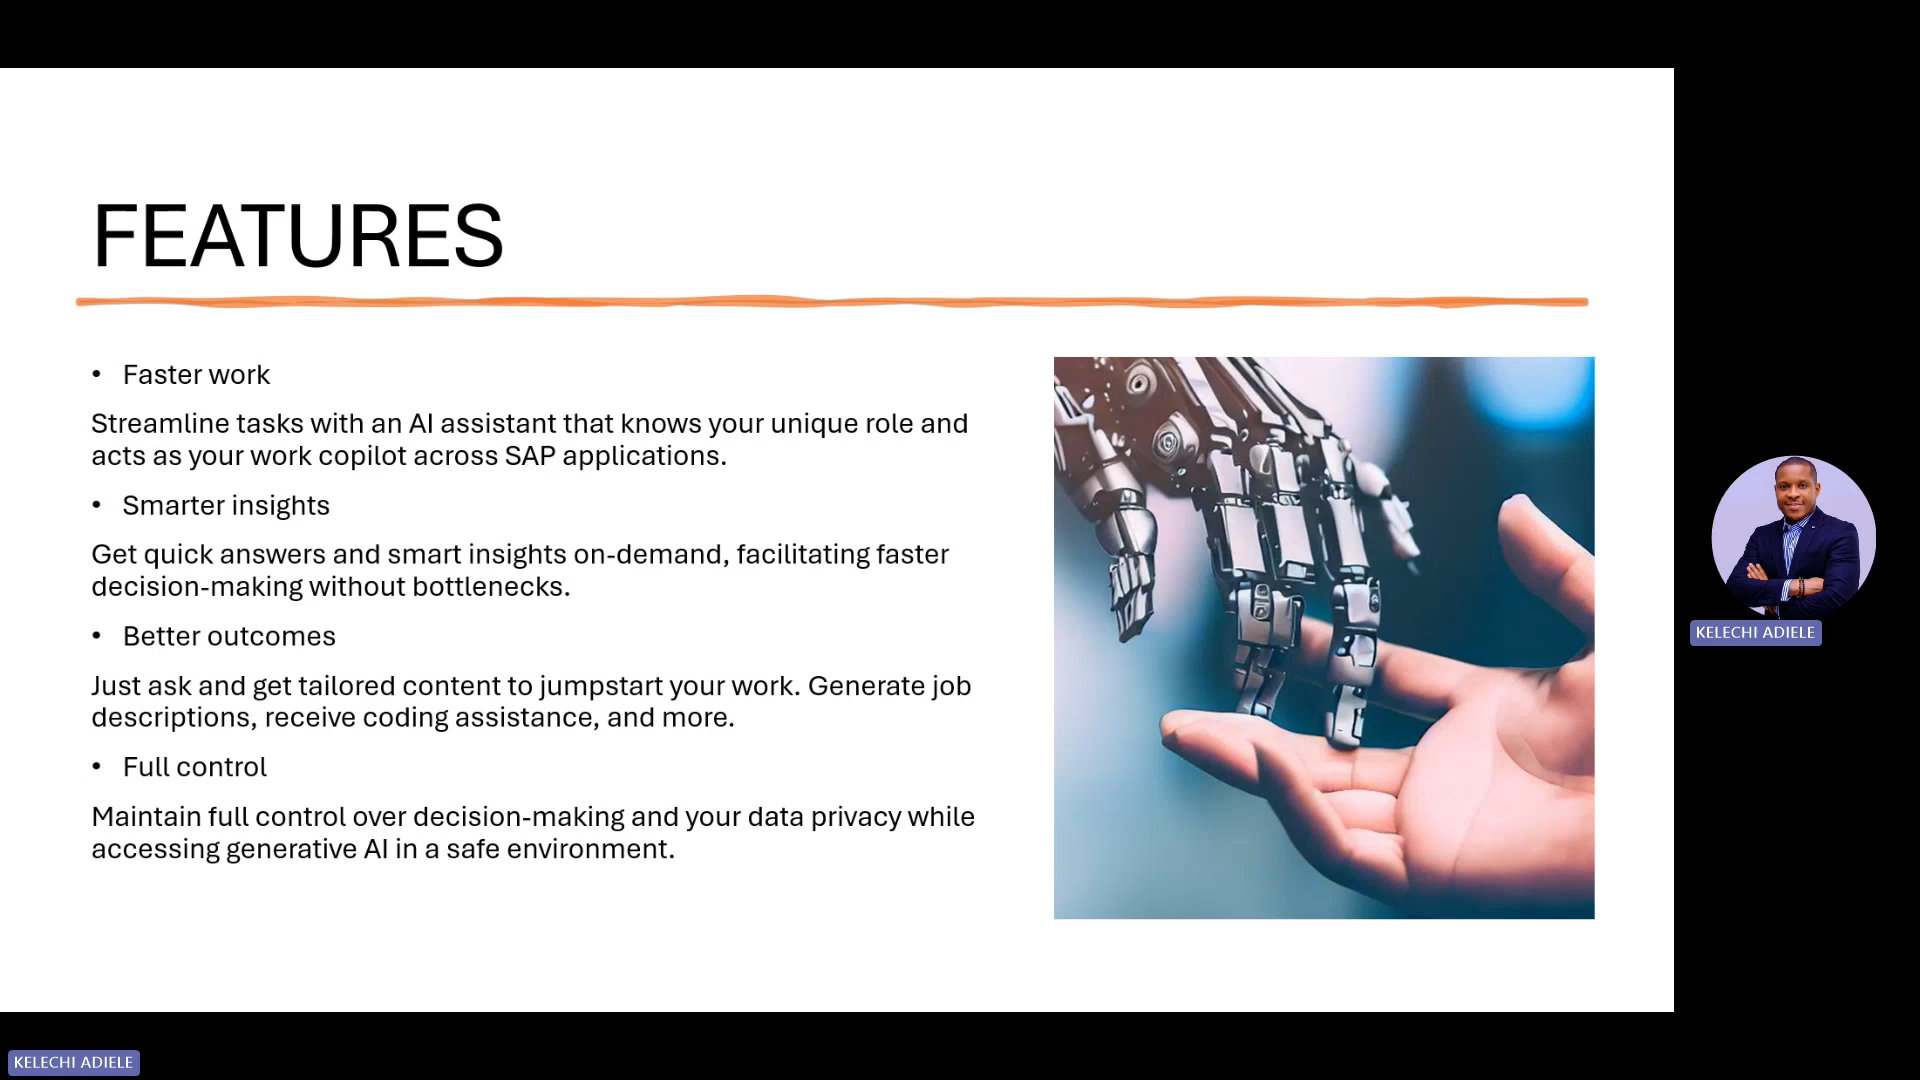 FEATURES
• Faster work
Streamline tasks with an AI assistant that knows your unique role and
acts as your work copilot across SAP applications.
• Smarter insights
Get quick answers and smart insights on-demand, facilitating faster
decision-making without bottlenecks.
• Better outcomes
Just ask and get tailored content to jumpstart your work. Generate job
descriptions, receive coding assistance, and more.
• Full control
Maintain full control over decision-making and your data privacy while
accessing generative AI in a safe environment.
KELECHI ADIELE
KELECHI ADIELE